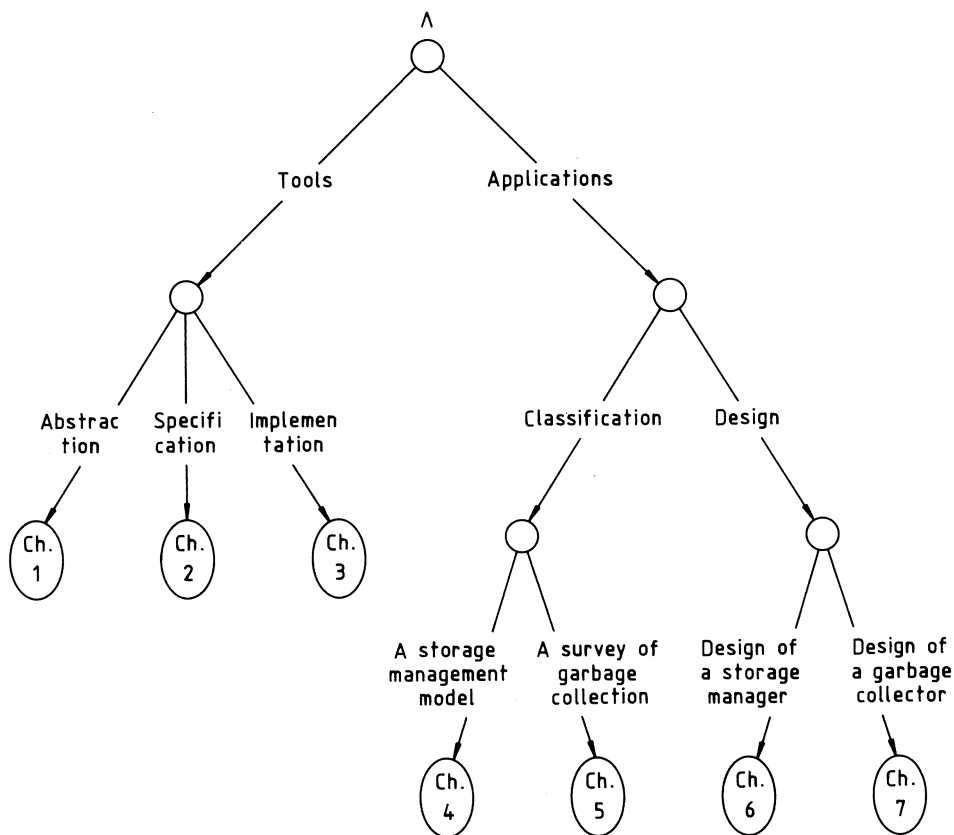 Λ
Tools
Applications
Abstrac
tion
Specifi
cation
Implemen
tation
Classification
Design
Ch.
1
Ch.
2
Ch.
3
A storage
management
model
A survey of
garbage
collection
Design of
a storage
manager
Design of
a garbage
collector
Ch.
4
Ch.
5
Ch.
6
Ch.
7